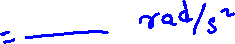 = ____ rad/s²